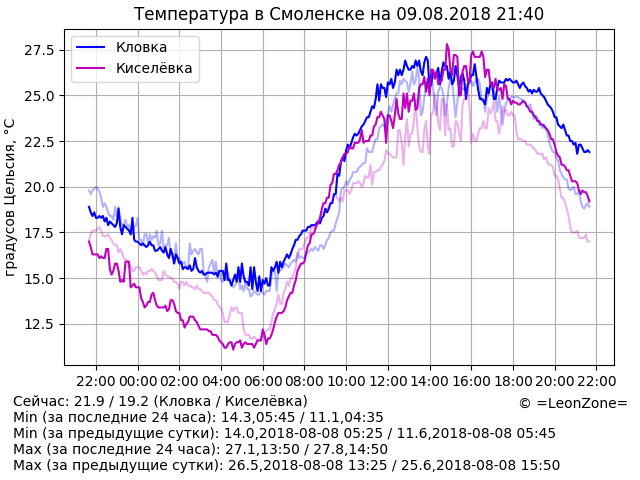 Температура в Смоленске на 09.08.2018 21:40
градусов Цельсия, °C
27.5
25.0
22.5
20.0
17.5
15.0
12.5
Кловка
Киселёвка
22:00 00:00 02:00 04:00 06:00 08:00 10:00 12:00 14:00 16:00 18:00 20:00 22:00
Сейчас: 21.9 / 19.2 (Кловка / Киселёвка)
© =LeonZone=
Min (за последние 24 часа): 14.3,05:45 / 11.1,04:35
Min (за предыдущие сутки): 14.0,2018-08-08 05:25 / 11.6,2018-08-08 05:45
Max (за последние 24 часа): 27.1,13:50 / 27.8,14:50
Max (за предыдущие сутки): 26.5,2018-08-08 13:25 / 25.6,2018-08-08 15:50